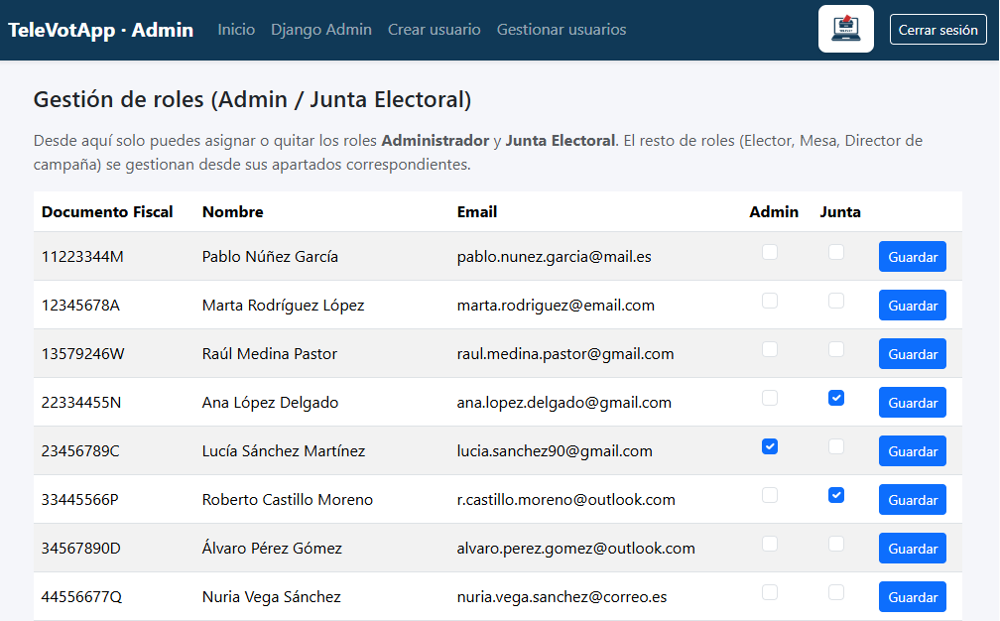 TeleVotApp · Admin Inicio Django Admin Crear usuario Gestionar usuarios Cerrar sesión
Gestión de roles (Admin / Junta Electoral)
Desde aquí solo puedes asignar o quitar los roles Administrador y Junta Electoral. El resto de roles (Elector, Mesa, Director de
campaña) se gestionan desde sus apartados correspondientes.
Documento Fiscal Nombre Email Admin Junta
11223344M Pablo Núñez García pablo.nunez.garcia@mail.es Guardar
12345678A Marta Rodríguez López marta.rodriguez@email.com Guardar
13579246W Raúl Medina Pastor raul.medina.pastor@gmail.com Guardar
22334455N Ana López Delgado ana.lopez.delgado@gmail.com Guardar
23456789C Lucía Sánchez Martínez lucia.sanchez90@gmail.com Guardar
33445566P Roberto Castillo Moreno r.castillo.moreno@outlook.com Guardar
34567890D Álvaro Pérez Gómez alvaro.perez.gomez@outlook.com Guardar
44556677Q Nuria Vega Sánchez nuria.vega.sanchez@correo.es Guardar